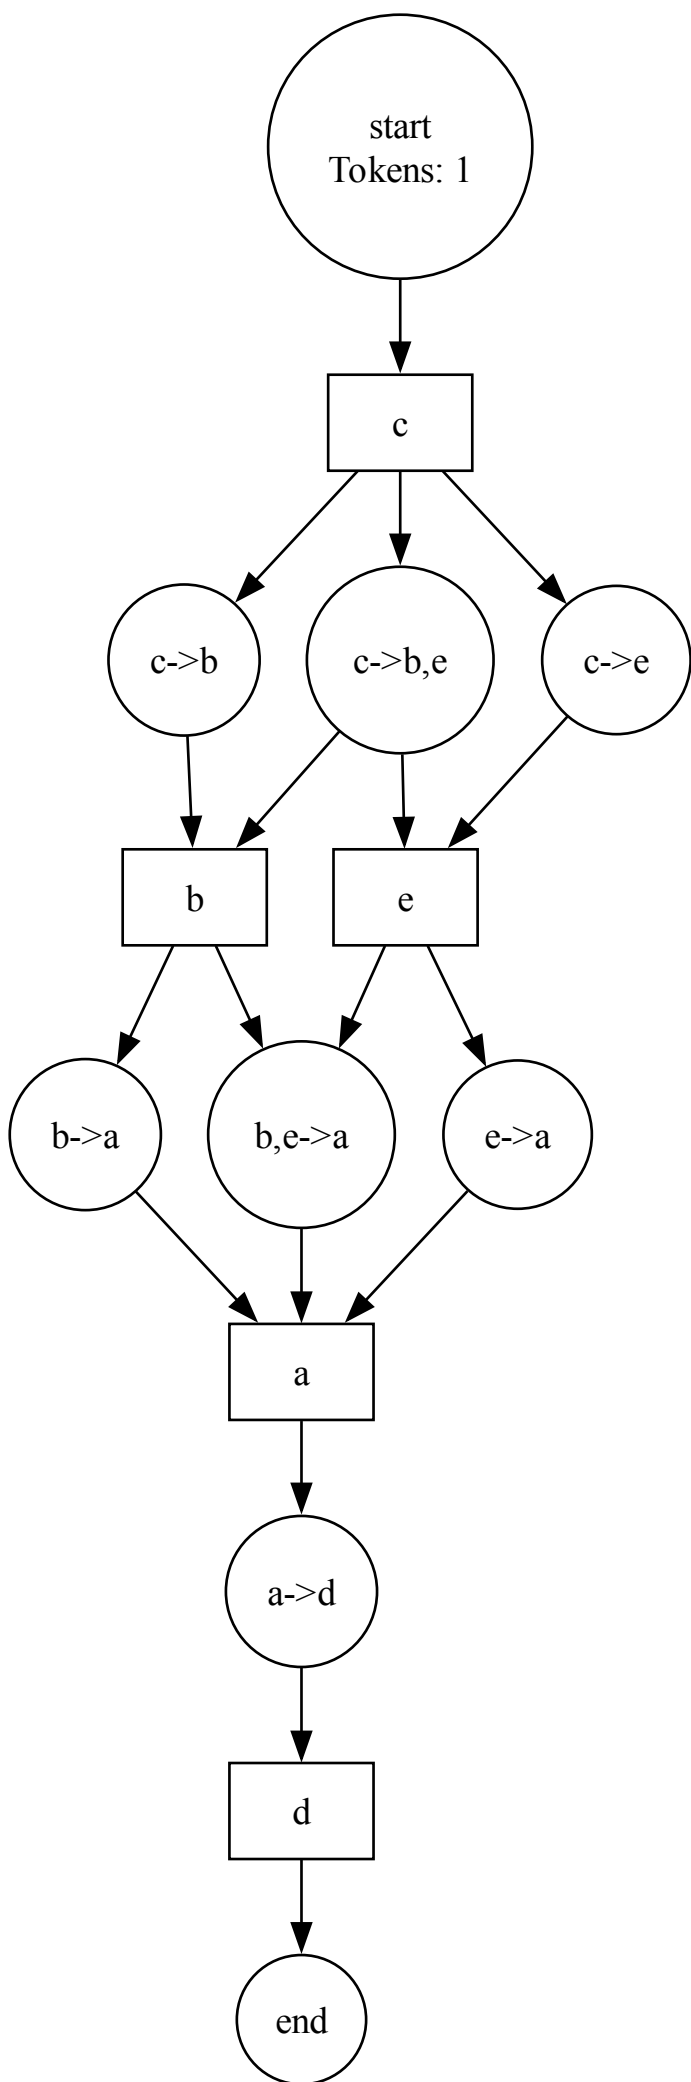 start
Tokens: 1
c
c->b
c->b,e
c->e
b
e
b->a
b,e->a
e->a
a
a->d
d
end